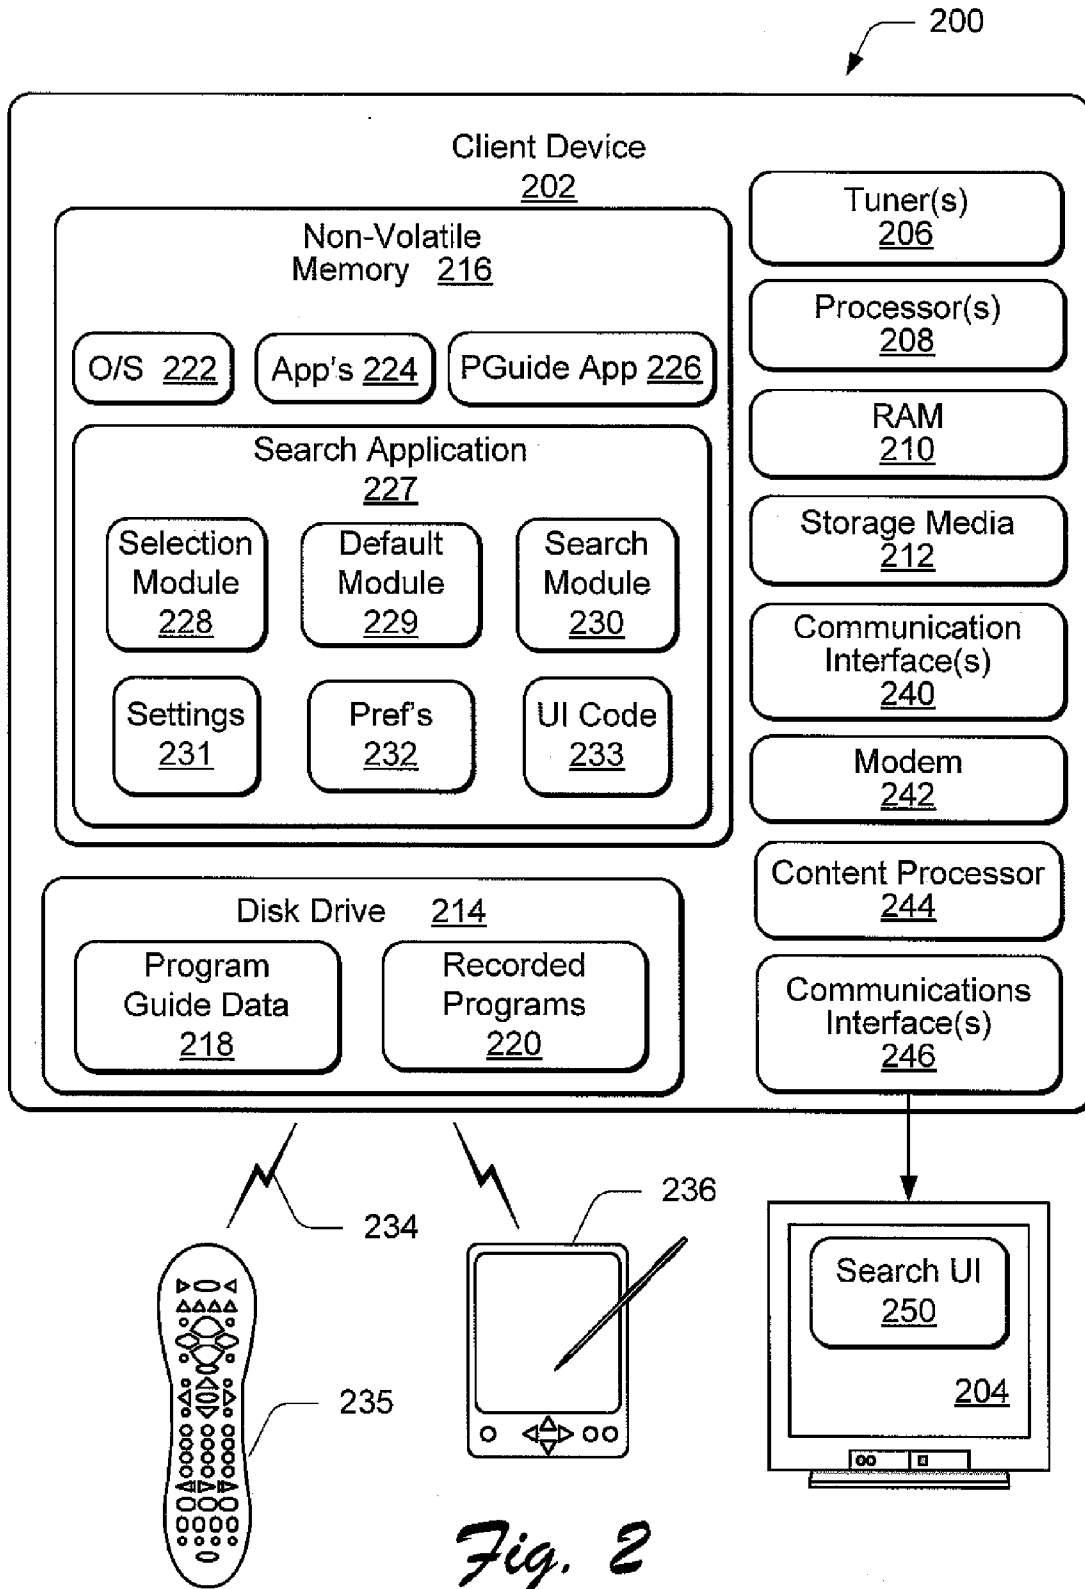 200
Client Device
202
Non-Volatile
Memory 216
O/S 222
App's 224
PGuide App 226
Search Application
227
Selection
Module
228
Default
Module
229
Search
Module
230
Settings
231
Pref's
232
UI Code
233
Disk Drive 214
Program
Guide Data
218
Recorded
Programs
220
Tuner(s)
206
Processor(s)
208
RAM
210
Storage Media
212
Communication
Interface(s)
240
Modem
242
Content Processor
244
Communications
Interface(s)
246
234
236
235
Search UI
250
204
Fig. 2